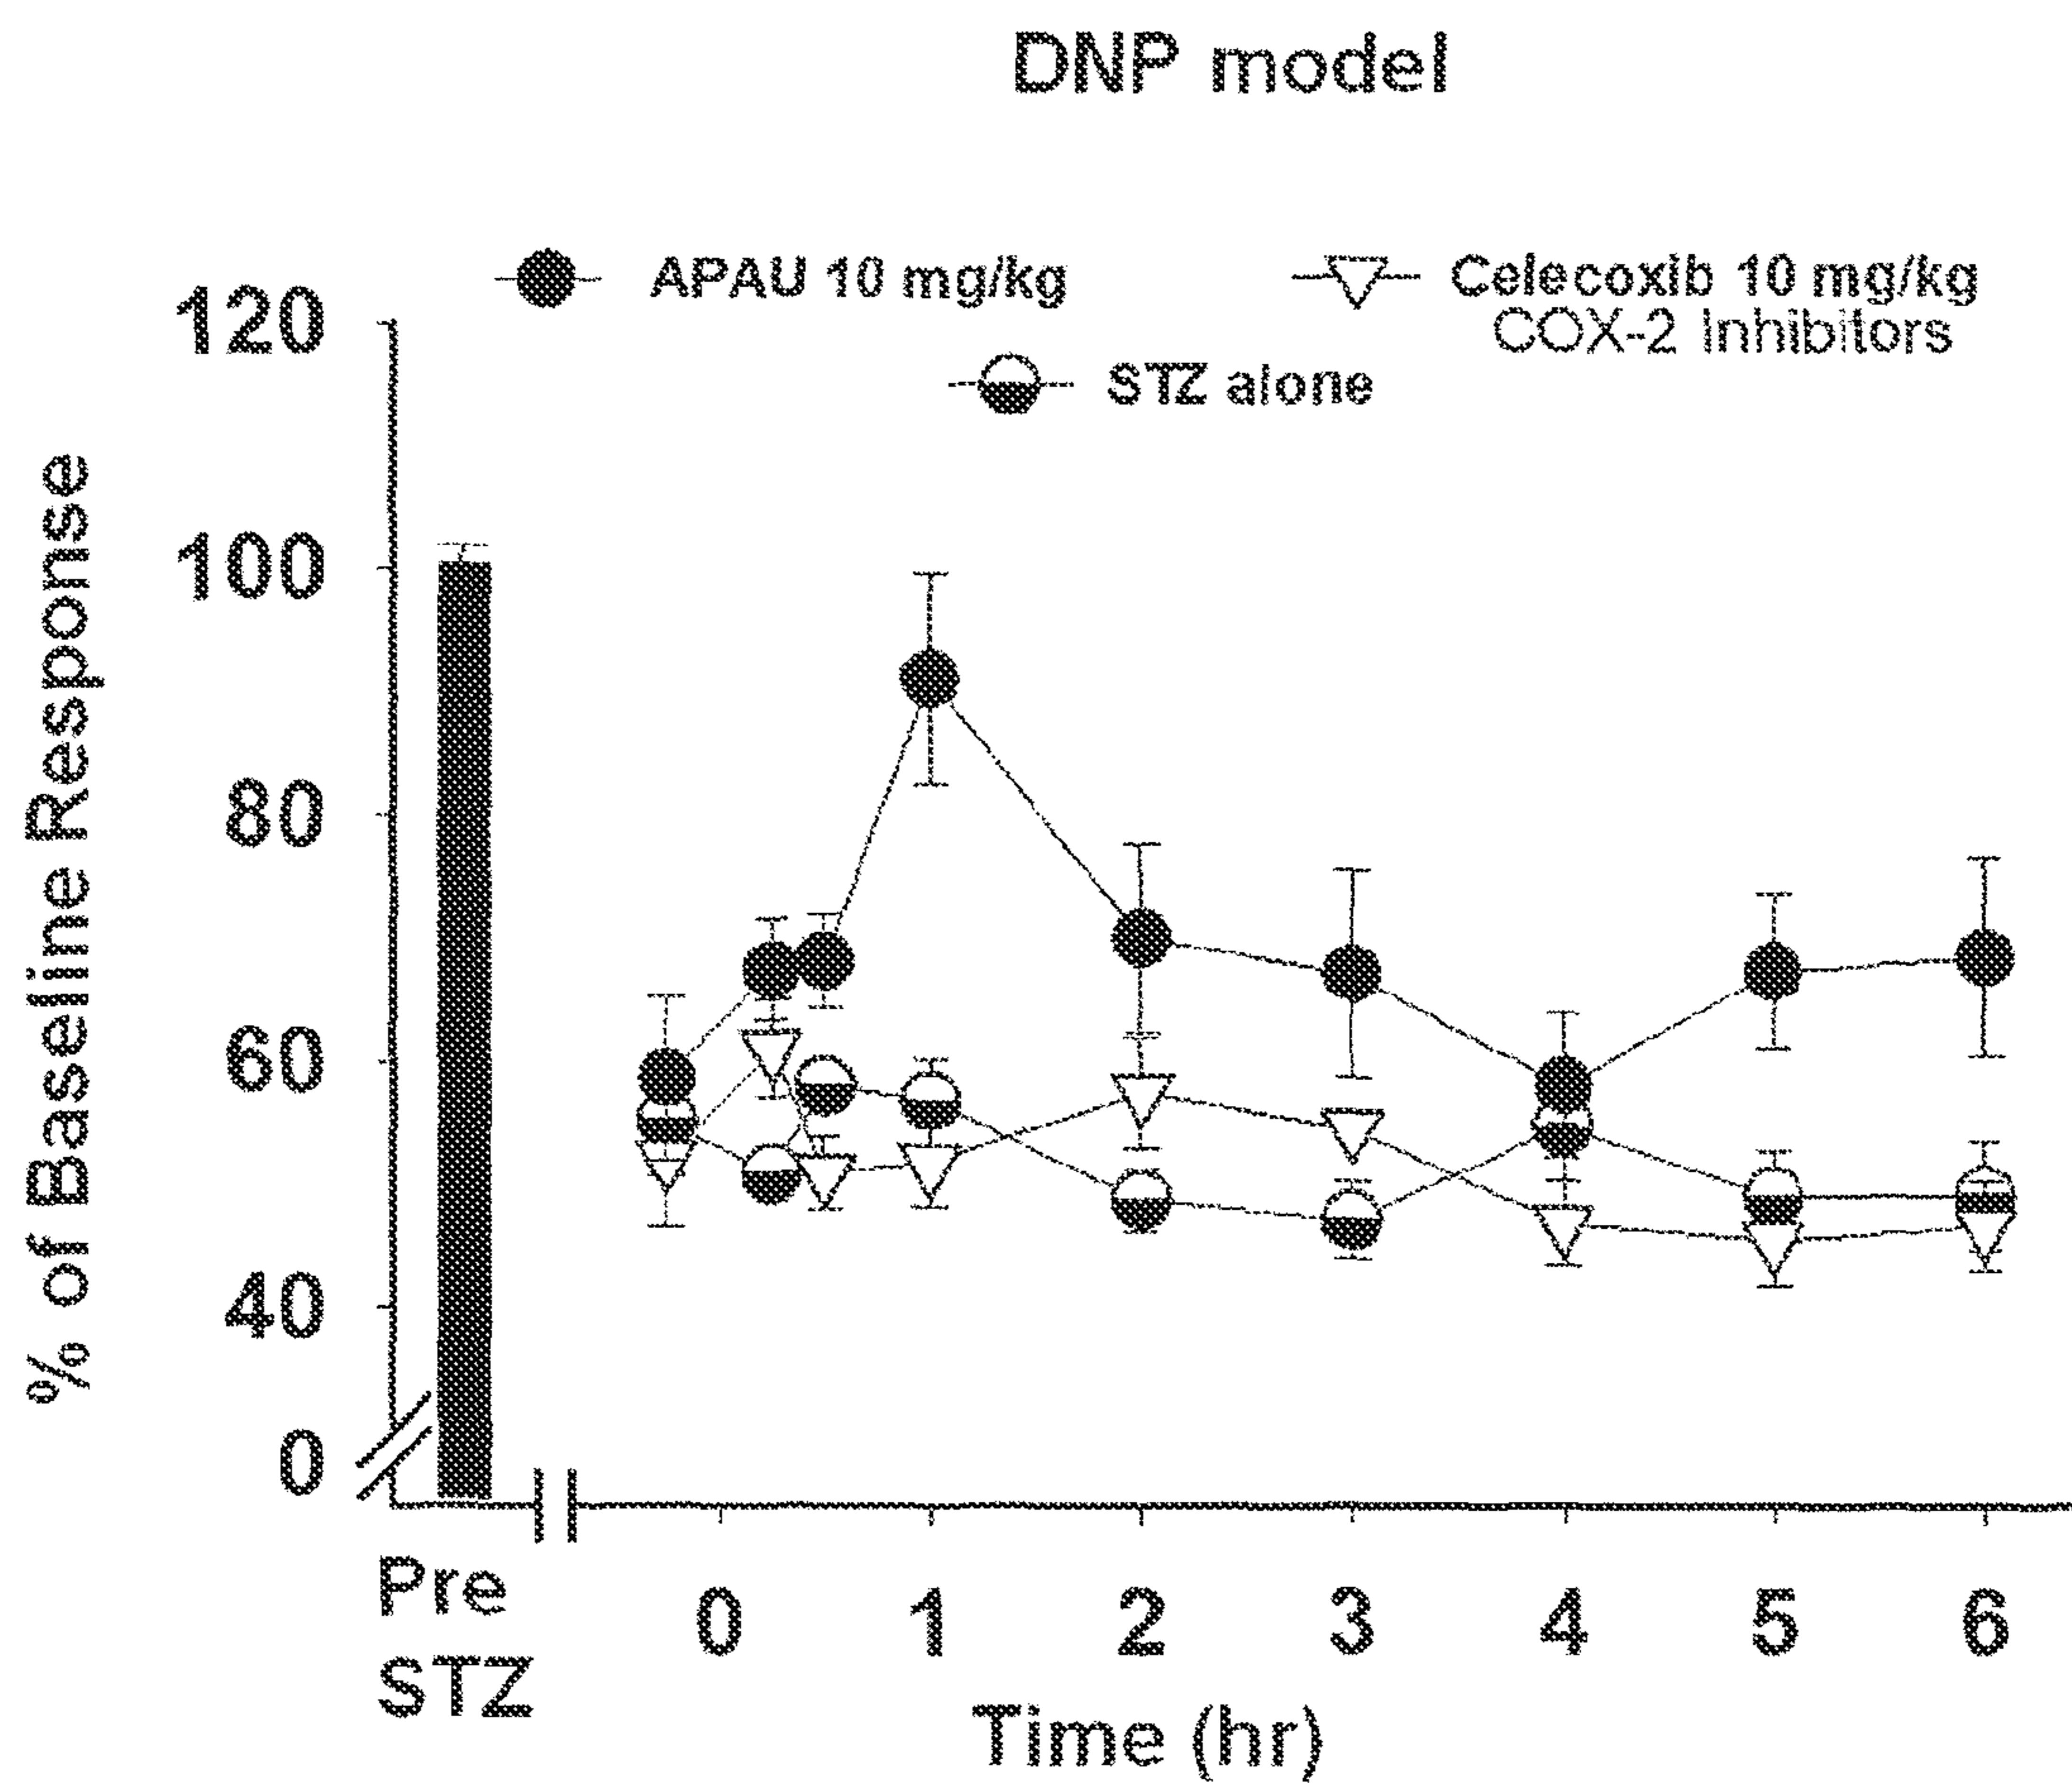 DNP model
APAU 10 mg/kg
Celecoxib 10 mg/kg
COX-2 Inhibitors
STZ alone
% of Baseline Response
120
100
80
60
40
0
Pre
STZ
0 1 2 3 4 5 6
Time (hr)